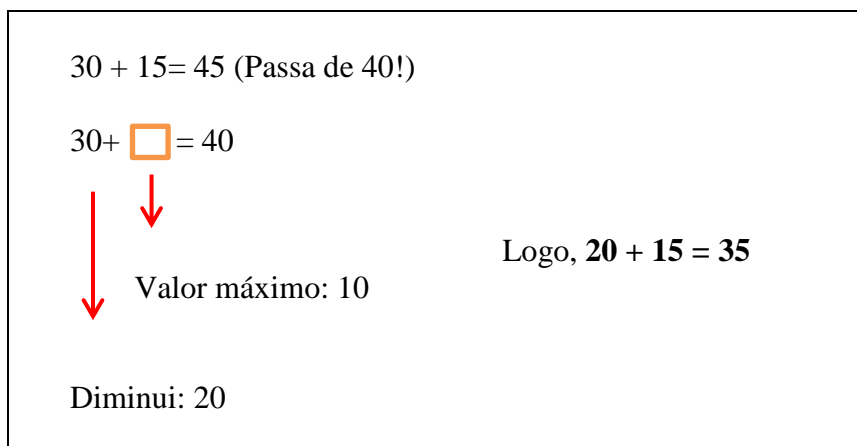 30 + 15= 45 (Passa de 40!)
30+ = 40
Logo, 20 + 15 = 35
Valor máximo: 10
Diminui: 20